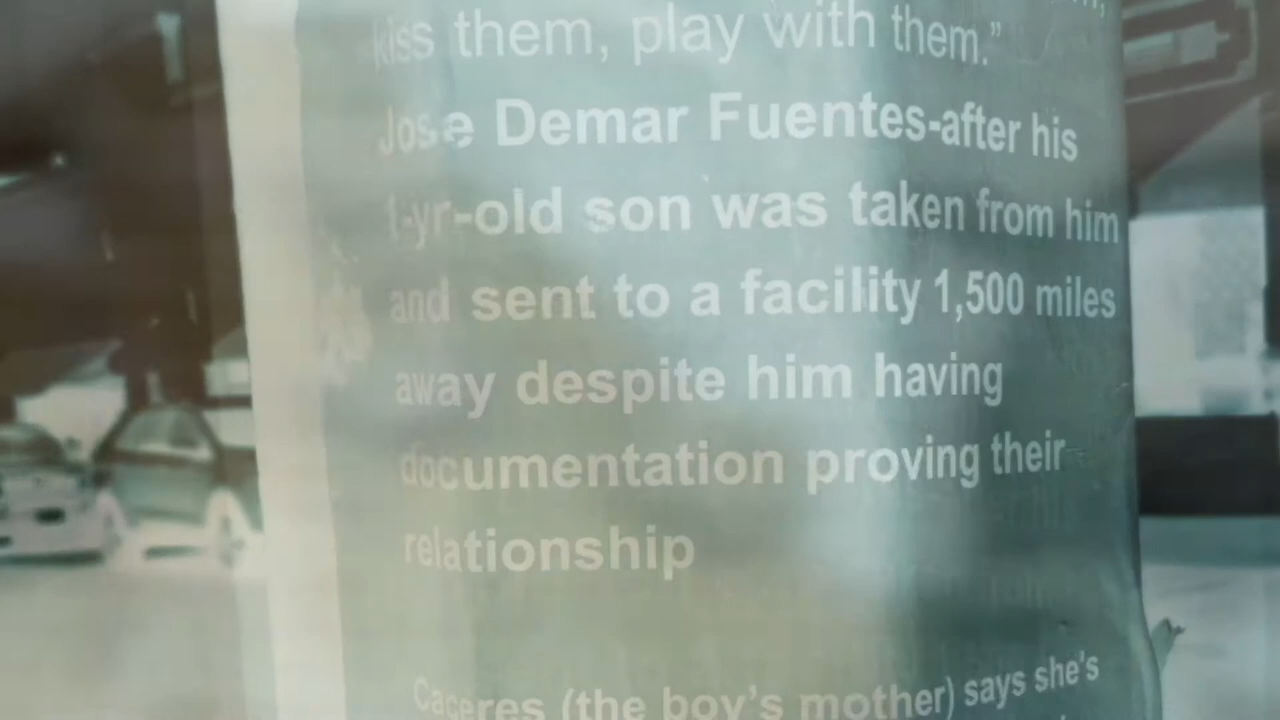 kiss them, play with them.”
Jose Demar Fuentes-after his
1-yr-old son was taken from him
and sent to a facility 1,500 miles
away despite him having
documentation proving their
relationship
Caceres (the boy’s mother) says she’s